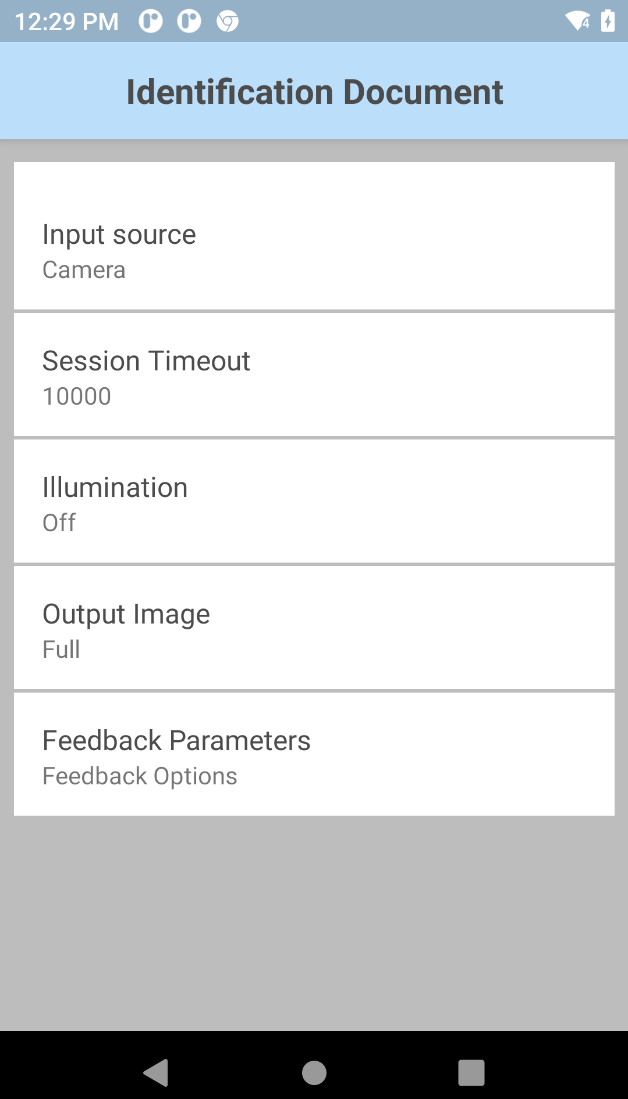 12:29 PM
Identification Document
Input source
Camera
Session Timeout
10000
Illumination
Off
Output Image
Full
Feedback Parameters
Feedback Options